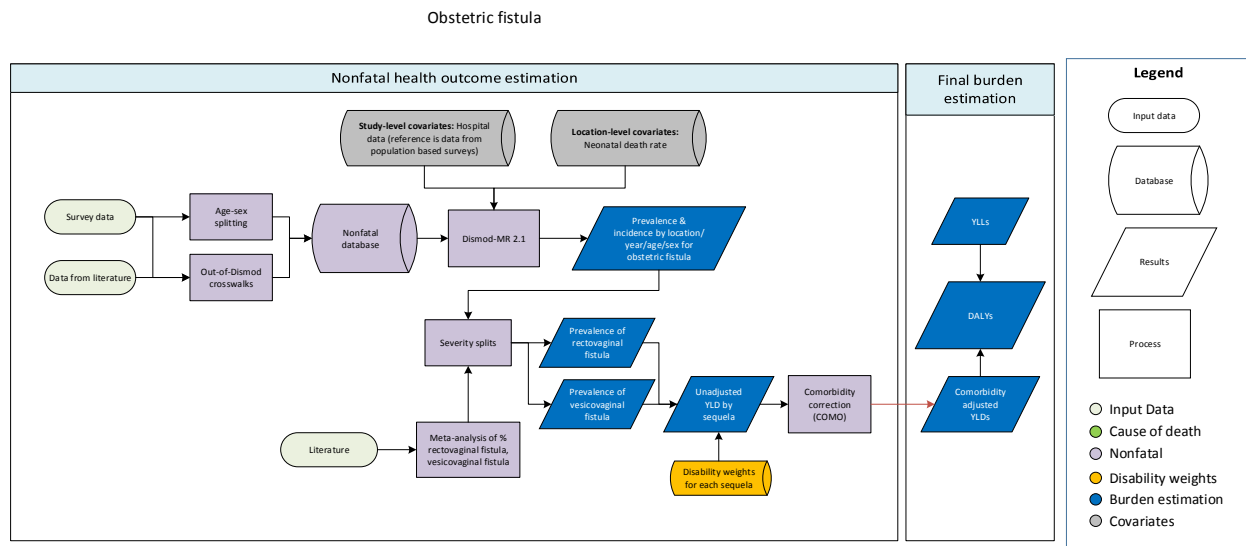 Obstetric fistula
Nonfatal health outcome estimation
Final burden
estimation
Legend
Study-level covariates: Hospital
data (reference is data from
population based surveys)
Location-level covariates:
Neonatal death rate
Input data
Database
Results
Process
Survey data
Data from literature
Age-sex
splitting
Out-of-Dismod
crosswalks
Nonfatal
database
Dismod-MR 2.1
Prevalence &
incidence by location/
year/age/sex for
obstetric fistula
YLLs
DALYs
Comorbidity
adjusted
YLDs
Severity splits
Prevalence of
rectovaginal
fistula
Prevalence of
vesicovaginal
fistula
Unadjusted
YLD by
sequela
Comorbidity
correction
(COMO)
Literature
Meta-analysis of %
rectovaginal fistula,
vesicovaginal fistula
Disability weights
for each sequela
Input Data
Cause of death
Nonfatal
Disability weights
Burden estimation
Covariates